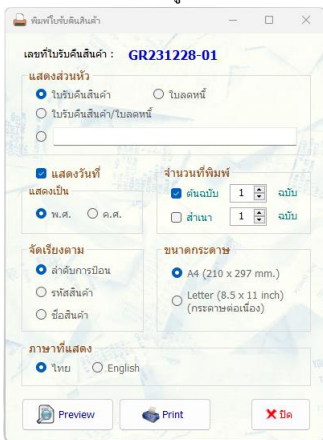 พิมพ์ใบรับคืนสินค้า
เลขที่ใบรับคืนสินค้า : GR231228-01
แสดงส่วนหัว
ใบรับคืนสินค้า ใบลดหนี้
ใบรับคืนสินค้า/ใบลดหนี้
แสดงวันที่
แสดงเป็น
พ.ศ. ค.ศ.
จำนวนที่พิมพ์
ต้นฉบับ 1 ฉบับ
สำเนา 1 ฉบับ
จัดเรียงตาม
ลำดับการป้อน
รหัสสินค้า
ชื่อสินค้า
ขนาดกระดาษ
A4 (210 x 297 mm.)
Letter (8.5 x 11 inch)
(กระดาษต่อเนื่อง)
ภาษาที่แสดง
ไทย English
Preview Print ปิด